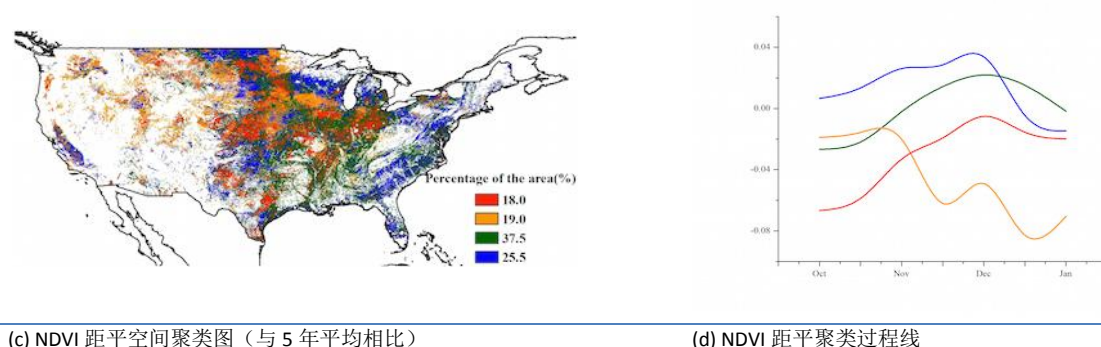 Percentage of the area(%)
18.0
19.0
37.5
25.5
0.04
0.00
-0.04
-0.08
Oct Nov Dec Jan
(c) NDVI 距平空间聚类图（与 5 年平均相比）
(d) NDVI 距平聚类过程线